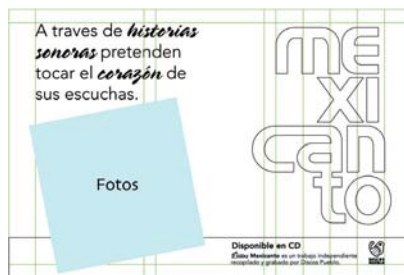 A traves de historias
sonoras pretenden
tocar el corazón de
sus escuchas.
Fotos
me
xi
can
to
Disponible en CD
Mexicanto es un trabajo independiente
recopilado y grabado por Discos Pueblo.